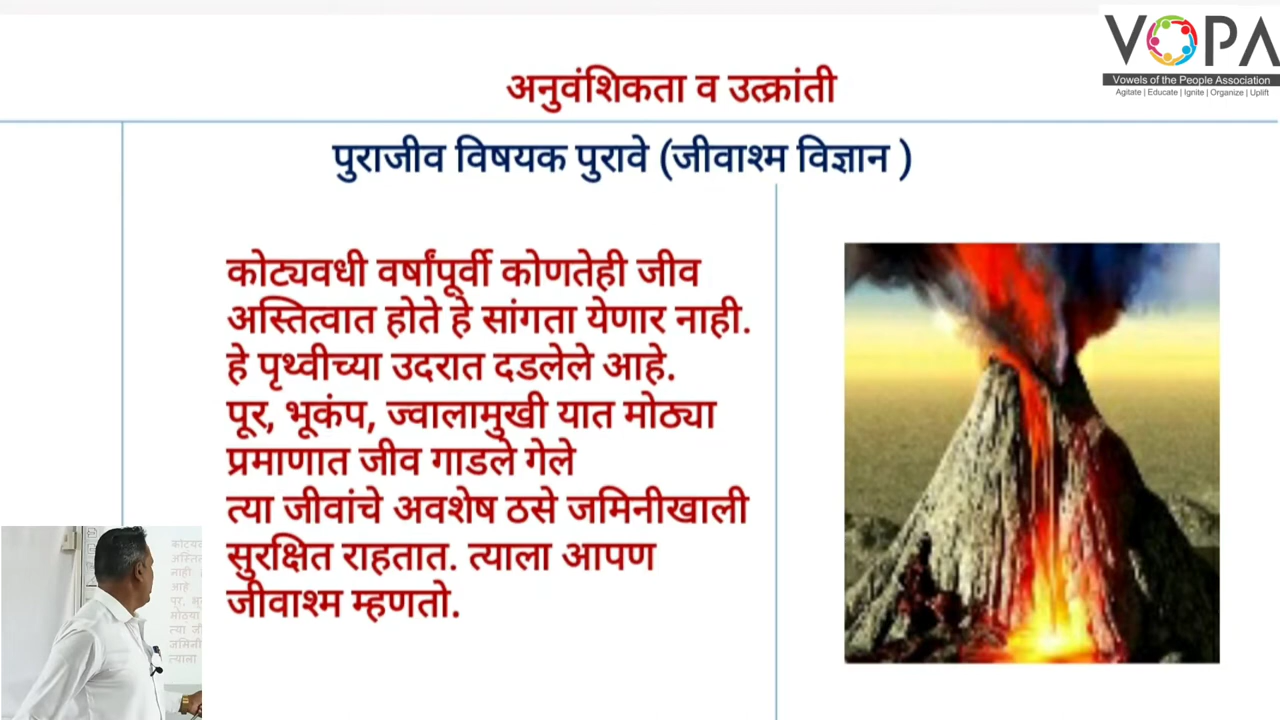 VOPA
Vowels of the People Association
Agitate | Educate | Ignite | Organize | Uplift
अनुवंशिकता व उत्क्रांती
पुराजीव विषयक पुरावे (जीवाश्म विज्ञान )
कोट्यवधी वर्षांपूर्वी कोणतेही जीव
अस्तित्वात होते हे सांगता येणार नाही.
हे पृथ्वीच्या उदरात दडलेले आहे.
पूर, भूकंप, ज्वालामुखी यात मोठ्या
प्रमाणात जीव गाडले गेले
त्या जीवांचे अवशेष ठसे जमिनीखाली
सुरक्षित राहतात. त्याला आपण
जीवाश्म म्हणतो.